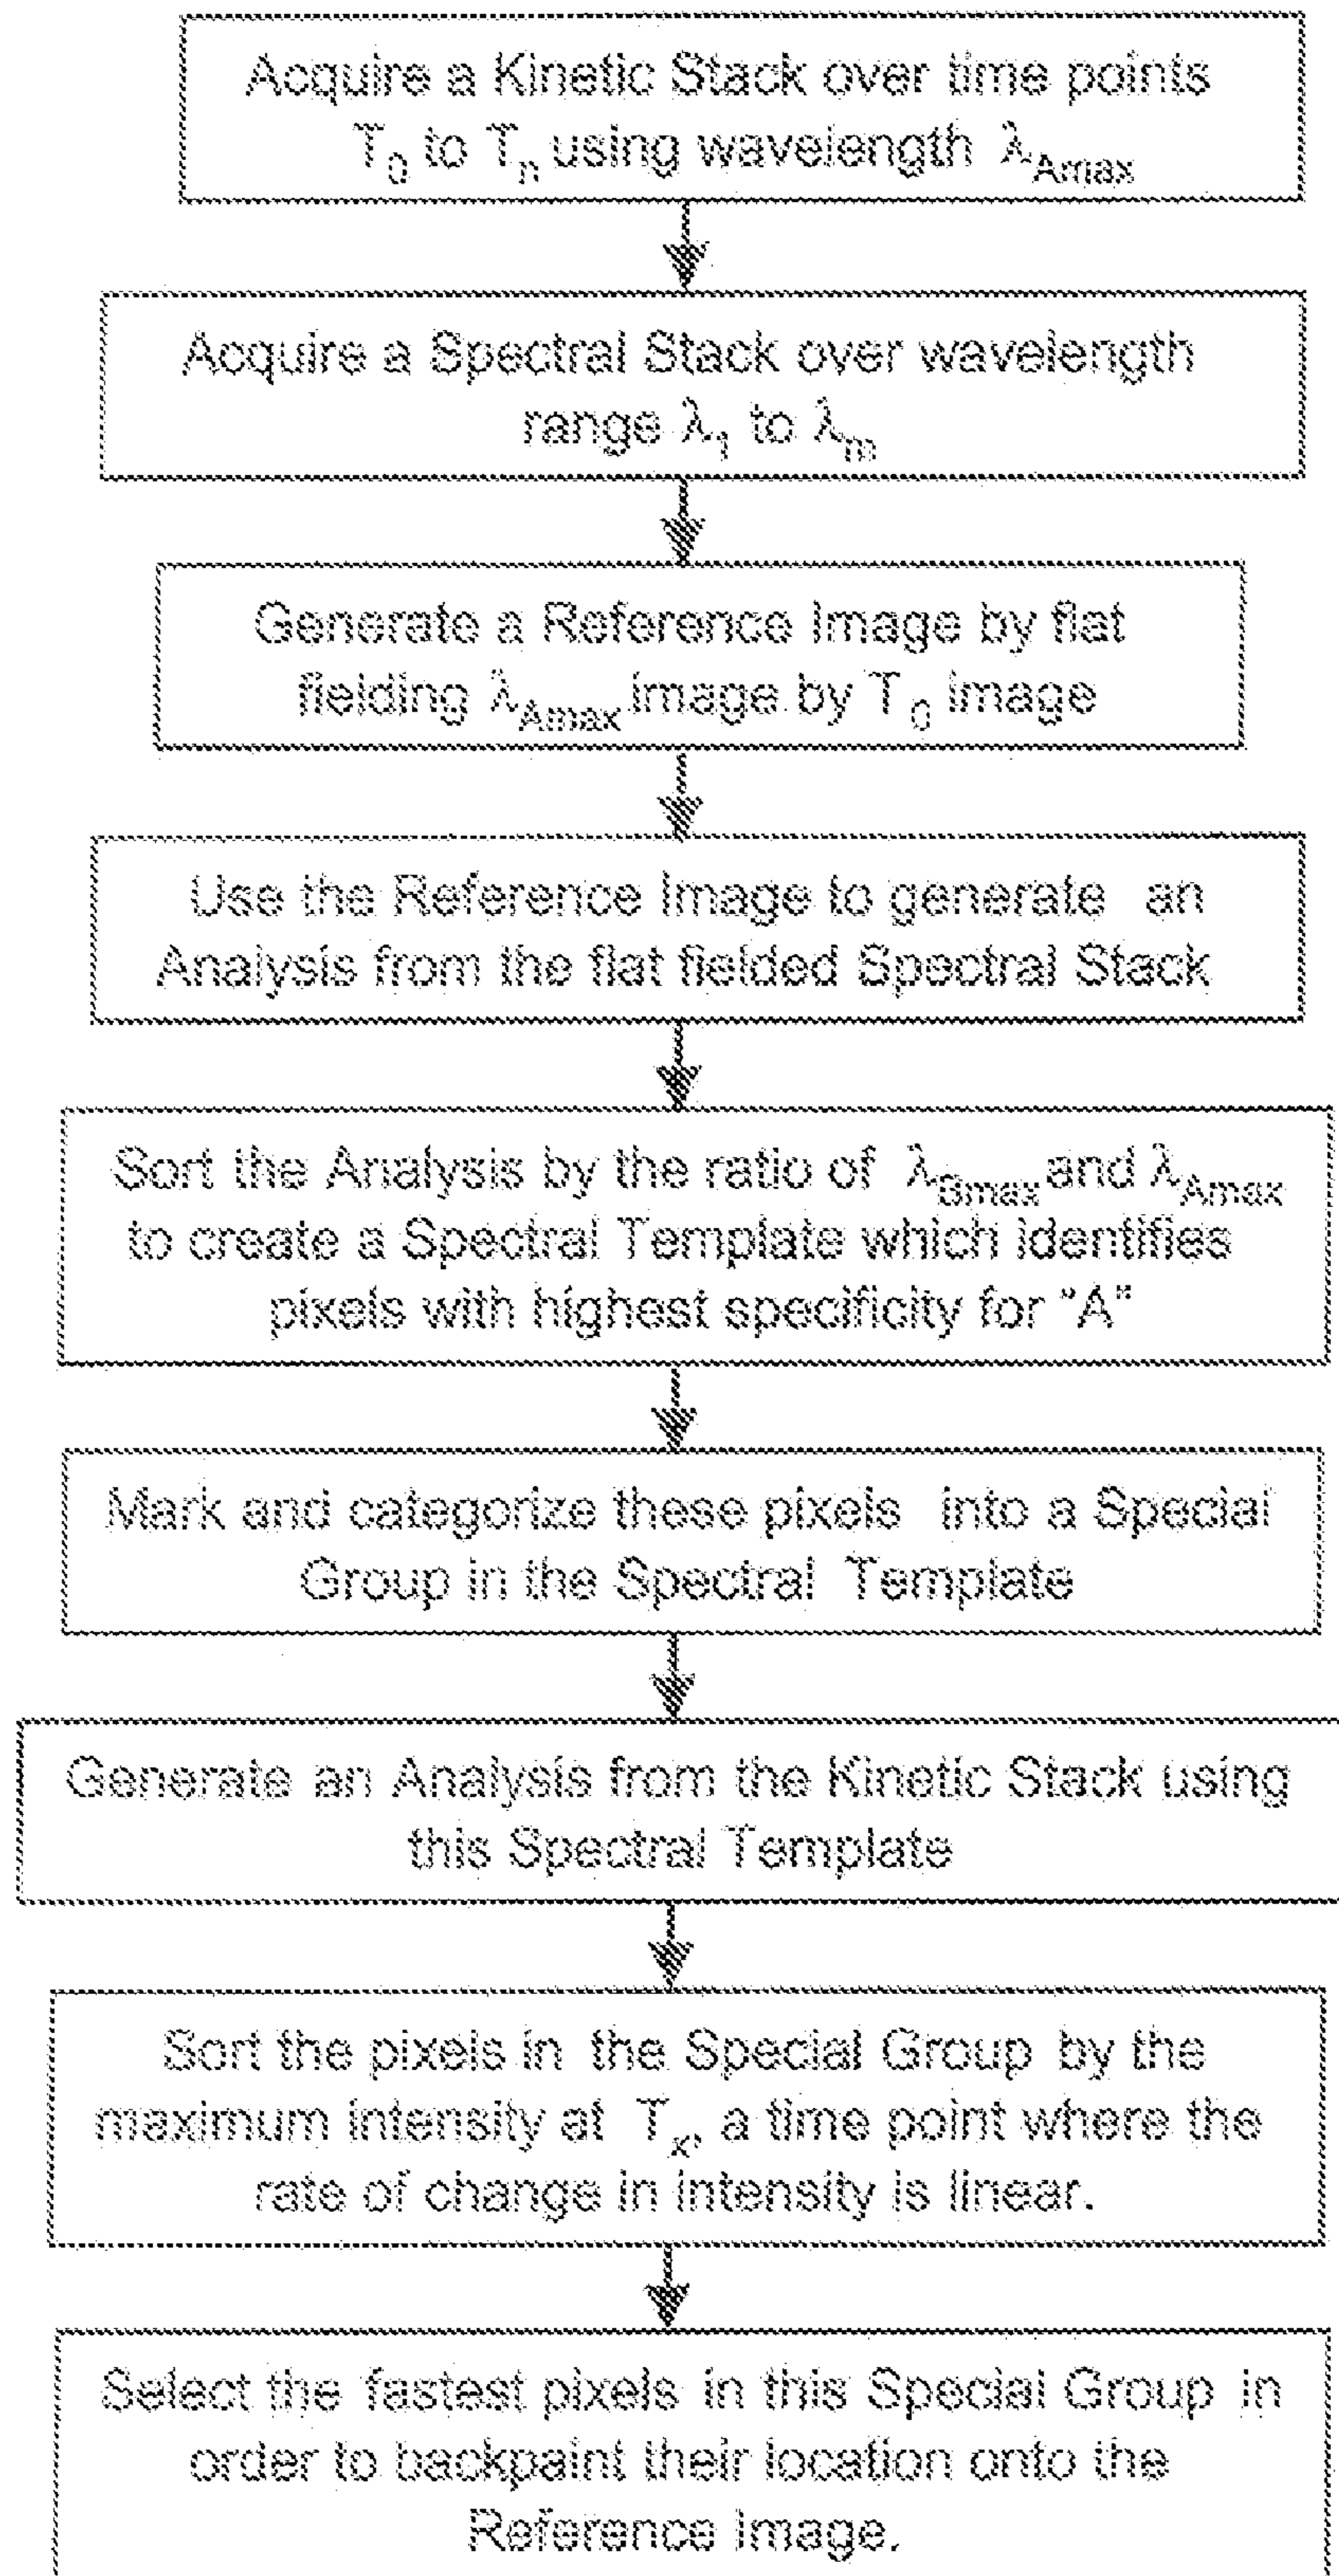 Acquire a Kinetic Stack over time points
T₀ to Tₙ using wavelength λAmax
Acquire a Spectral Stack over wavelength
range λ₁ to λₘ
Generate a Reference Image by flat
fielding λAmax image by T₀ image
Use the Reference Image to generate an
Analysis from the flat fielded Spectral Stack
Sort the Analysis by the ratio of λBmax and λAmax
to create a Spectral Template which identifies
pixels with highest specificity for "A"
Mark and categorize these pixels into a Special
Group in the Spectral Template
Generate an Analysis from the Kinetic Stack using
this Spectral Template
Sort the pixels in the Special Group by the
maximum intensity at Tₓ, a time point where the
rate of change in intensity is linear.
Select the fastest pixels in this Special Group in
order to backpaint their location onto the
Reference Image.